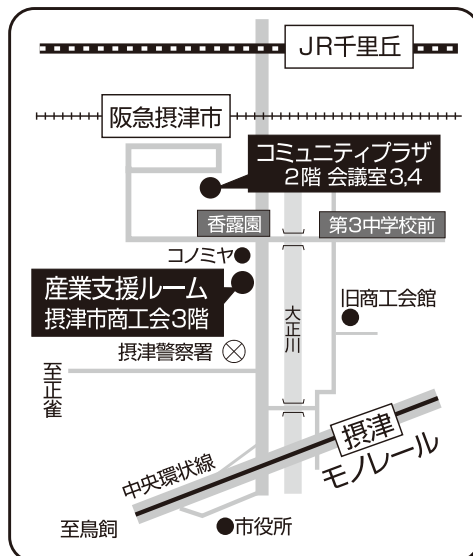 JR千里丘
阪急摂津市
コミュニティプラザ
2階 会議室3,4
香露園
第3中学校前
コノミヤ
産業支援ルーム
摂津市商工会3階
大正川
旧商工会館
摂津警察署
至正雀
摂津
モノレール
中央環状線
至鳥飼
市役所